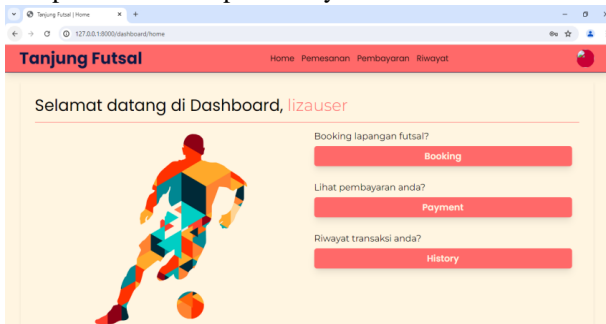 Tanjung Futsal | Home
127.0.0.1:8000/dashboard/home
Tanjung Futsal
Home Pemesanan Pembayaran Riwayat
Selamat datang di Dashboard, lizauser
Booking lapangan futsal?
Booking
Lihat pembayaran anda?
Payment
Riwayat transaksi anda?
History